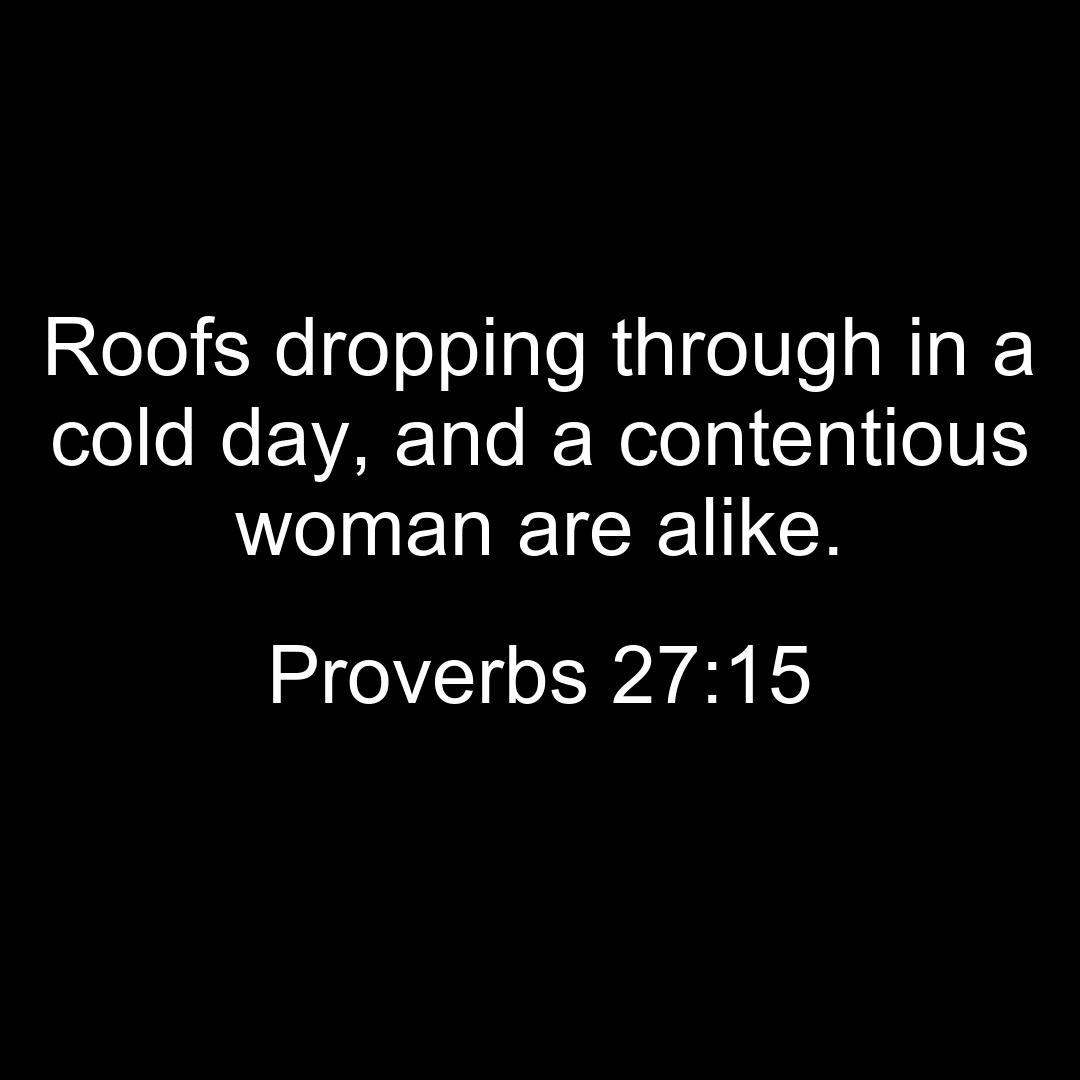 Roofs dropping through in a
cold day, and a contentious
woman are alike.
Proverbs 27:15